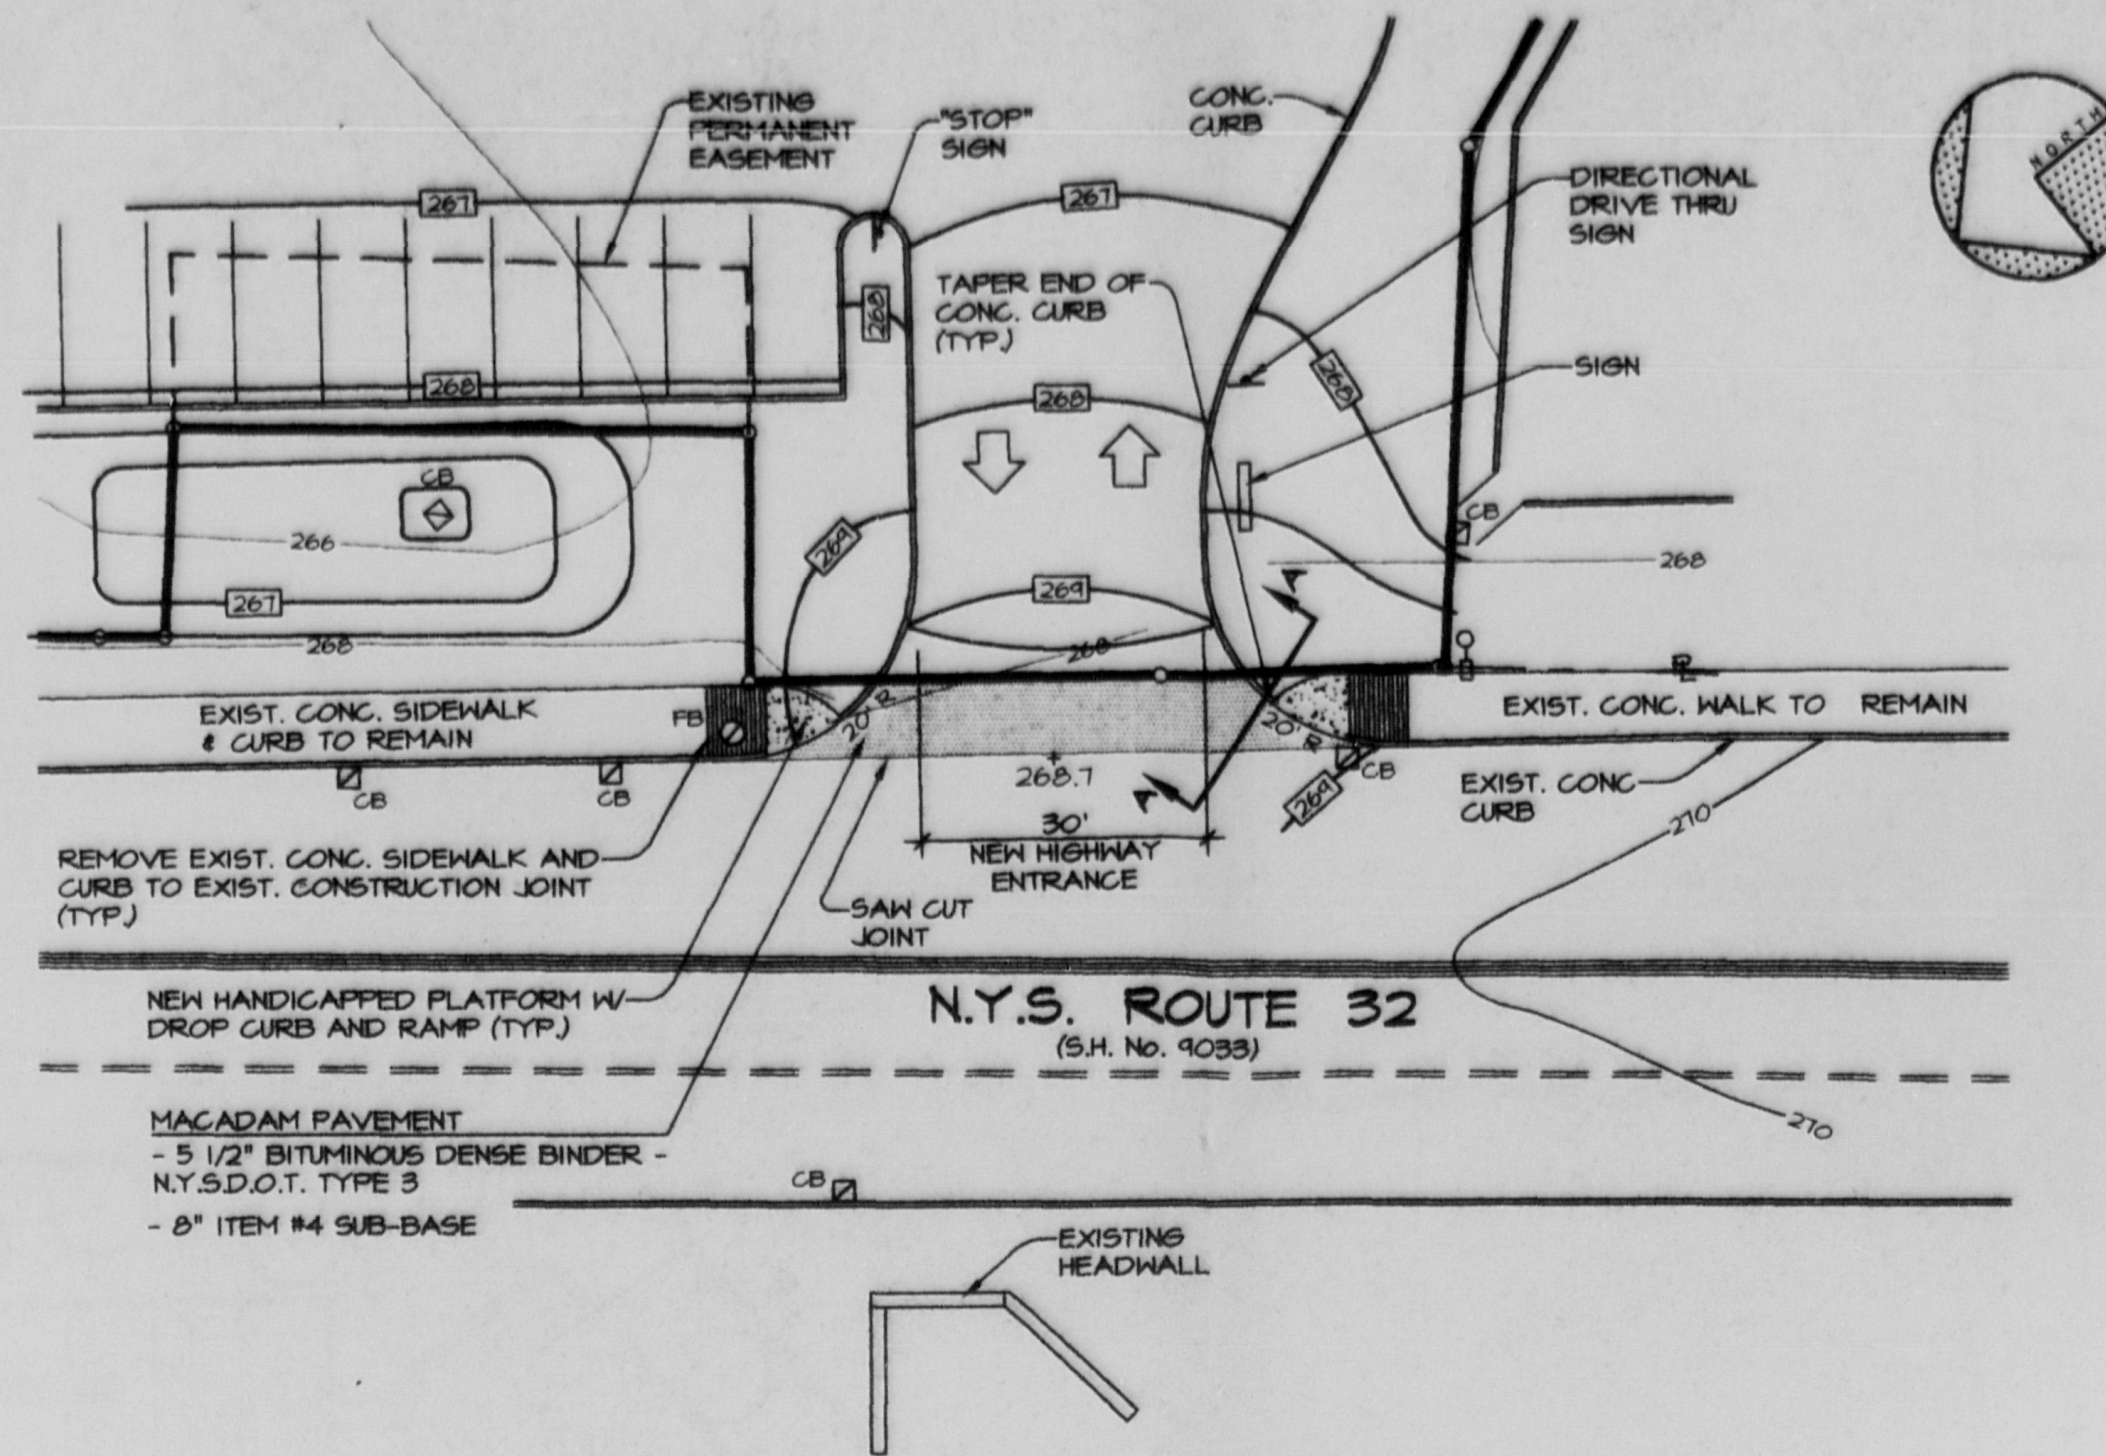 EXISTING
PERMANENT
EASEMENT
"STOP"
SIGN
CONC.
CURB
NORTH
DIRECTIONAL
DRIVE THRU
SIGN
267
267
TAPER END OF
CONC. CURB
(TYP.)
268
268
268
268
SIGN
CB
266
267
269
269
CB
268
A
268
268
EXIST. CONC. SIDEWALK
& CURB TO REMAIN
FB
20' R
20' R
EXIST. CONC. WALK TO REMAIN
CB
CB
268.7
A
CB
269
EXIST. CONC
CURB
270
30'
NEW HIGHWAY
ENTRANCE
REMOVE EXIST. CONC. SIDEWALK AND
CURB TO EXIST. CONSTRUCTION JOINT
(TYP.)
SAW CUT
JOINT
NEW HANDICAPPED PLATFORM W/
DROP CURB AND RAMP (TYP.)
N.Y.S. ROUTE 32
(S.H. No. 9033)
MACADAM PAVEMENT
- 5 1/2" BITUMINOUS DENSE BINDER -
N.Y.S.D.O.T. TYPE 3
- 8" ITEM #4 SUB-BASE
270
CB
EXISTING
HEADWALL